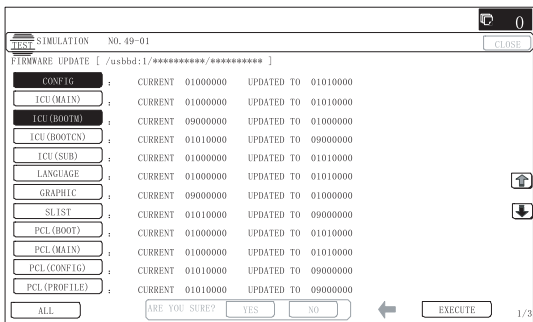 0
TEST SIMULATION NO.49-01 CLOSE
FIRMWARE UPDATE [ /usbbd:1/**********/********** ]
CONFIG : CURRENT 01000000 UPDATED TO 01010000
ICU(MAIN) : CURRENT 01000000 UPDATED TO 01010000
ICU(BOOTM) : CURRENT 09000000 UPDATED TO 01000000
ICU(BOOTCN) : CURRENT 01010000 UPDATED TO 09000000
ICU(SUB) : CURRENT 01000000 UPDATED TO 01010000
LANGUAGE : CURRENT 01000000 UPDATED TO 01010000
GRAPHIC : CURRENT 09000000 UPDATED TO 01000000
SLIST : CURRENT 01010000 UPDATED TO 09000000
PCL(BOOT) : CURRENT 01000000 UPDATED TO 01010000
PCL(MAIN) : CURRENT 01000000 UPDATED TO 01010000
PCL(CONFIG) : CURRENT 01010000 UPDATED TO 09000000
PCL(PROFILE) : CURRENT 01010000 UPDATED TO 09000000
ALL ARE YOU SURE? YES NO EXECUTE 1/3